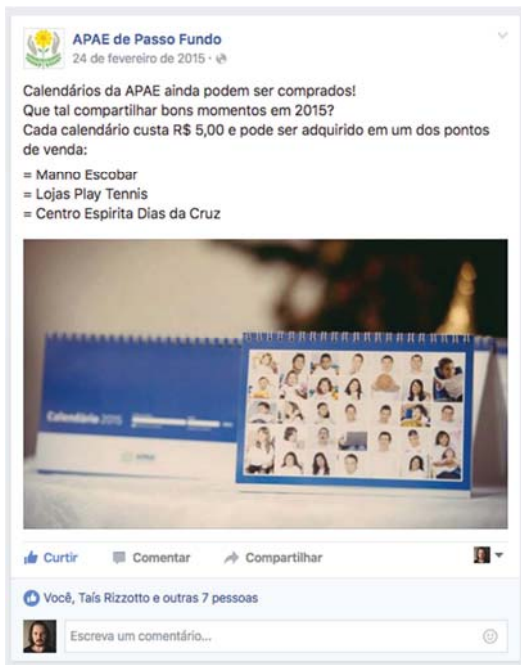 APAE de Passo Fundo
24 de fevereiro de 2015 ·
Calendários da APAE ainda podem ser comprados!
Que tal compartilhar bons momentos em 2015?
Cada calendário custa R$ 5,00 e pode ser adquirido em um dos pontos
de venda:
= Manno Escobar
= Lojas Play Tennis
= Centro Espirita Dias da Cruz
Calendário 2015
Curtir Comentar Compartilhar
Você, Taís Rizzotto e outras 7 pessoas
Escreva um comentário...